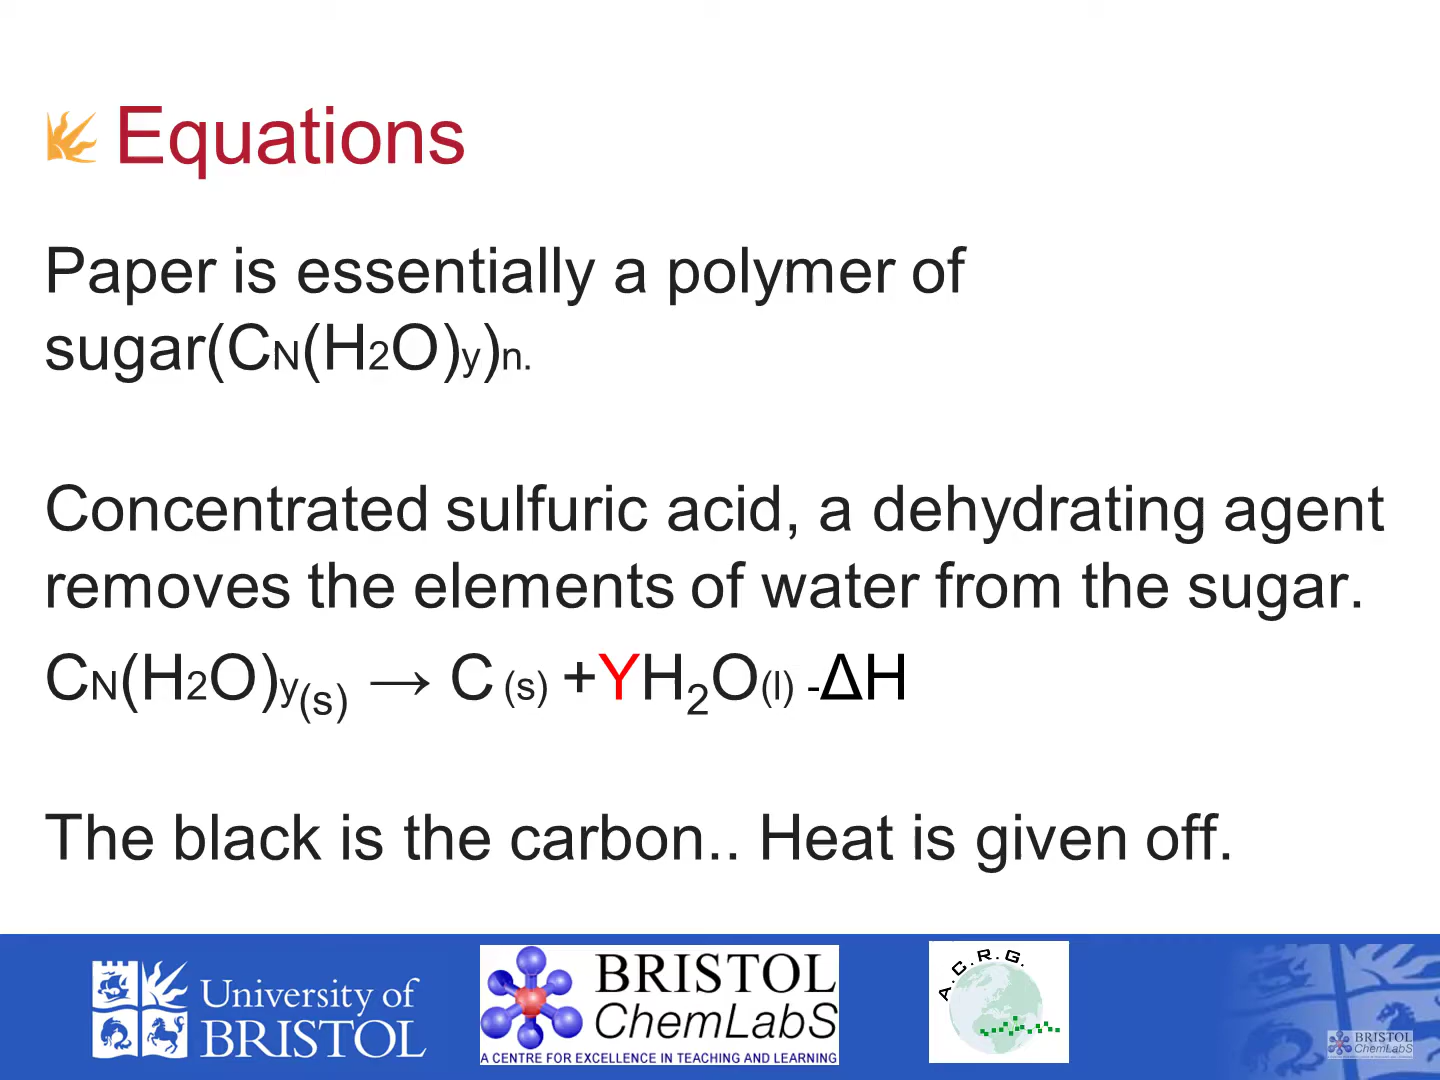 Equations
Paper is essentially a polymer of
sugar(CN(H2O)y)n.
Concentrated sulfuric acid, a dehydrating agent
removes the elements of water from the sugar.
CN(H2O)y(s) → C (s) +YH2O(l) -ΔH
The black is the carbon.. Heat is given off.
University of
BRISTOL
BRISTOL
ChemLabS
A CENTRE FOR EXCELLENCE IN TEACHING AND LEARNING
A.C.R.G.
BRISTOL
ChemLabS